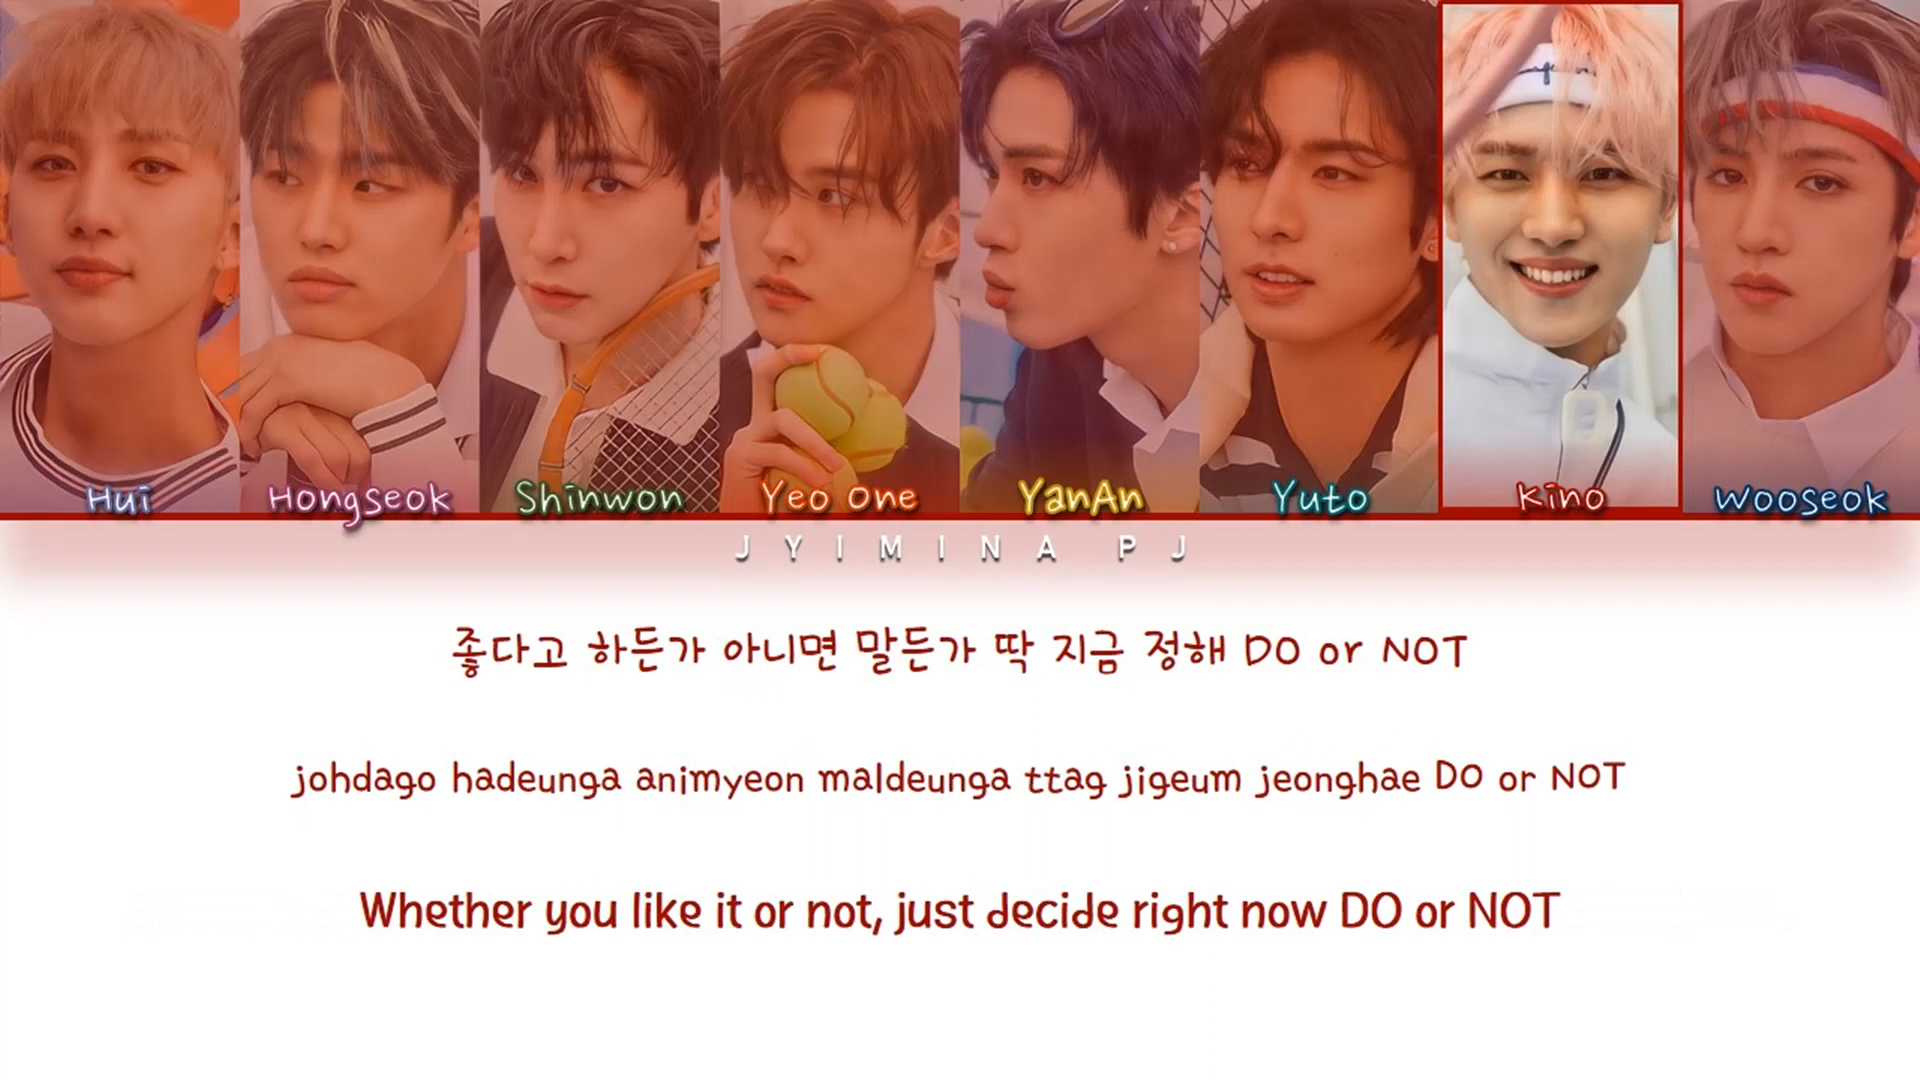 Hui Hongseok Shinwon Yeo One YanAn Yuto Kino Wooseok
JYIMINA PJ
좋다고 하든가 아니면 말든가 딱 지금 정해 DO or NOT
johdago hadeunga animyeon maldeunga ttag jigeum jeonghae DO or NOT
Whether you like it or not, just decide right now DO or NOT